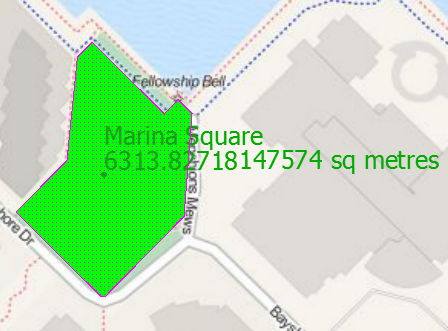 Fellowship Bell
Marina Square
6313.82718147574 sq metres
Mews
hore Dr
Baysh